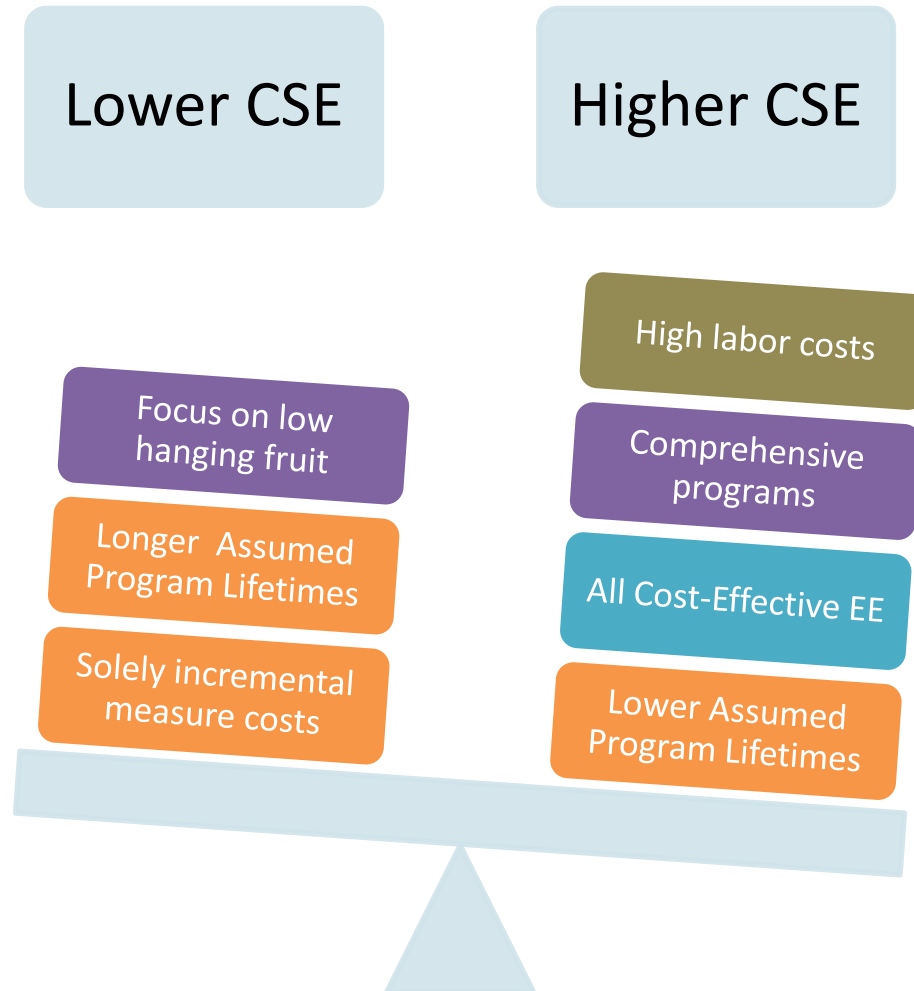 Lower CSE
Higher CSE
Focus on low
hanging fruit
Longer  Assumed
Program Lifetimes
Solely incremental
measure costs
High labor costs
Comprehensive
programs
All Cost-Effective EE
Lower Assumed
Program Lifetimes